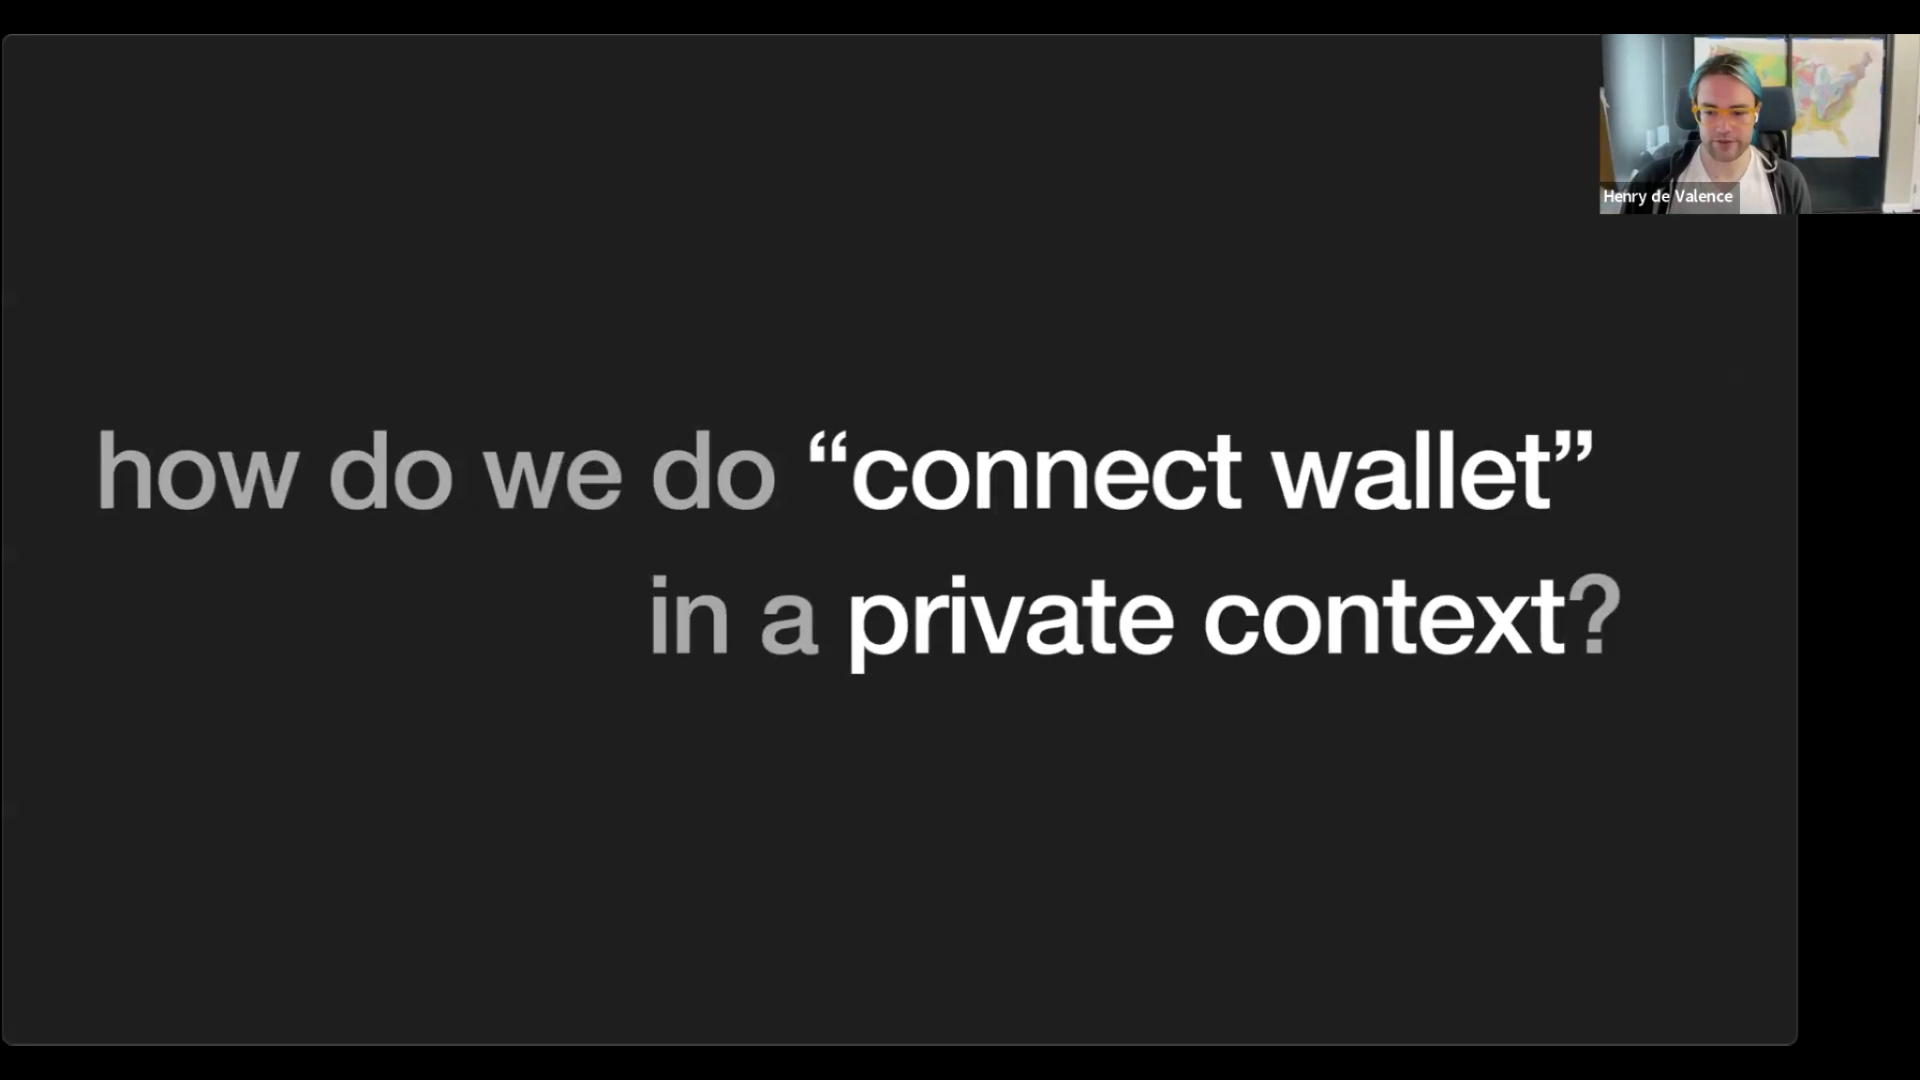 how do we do “connect wallet”
in a private context?
Henry de Valence